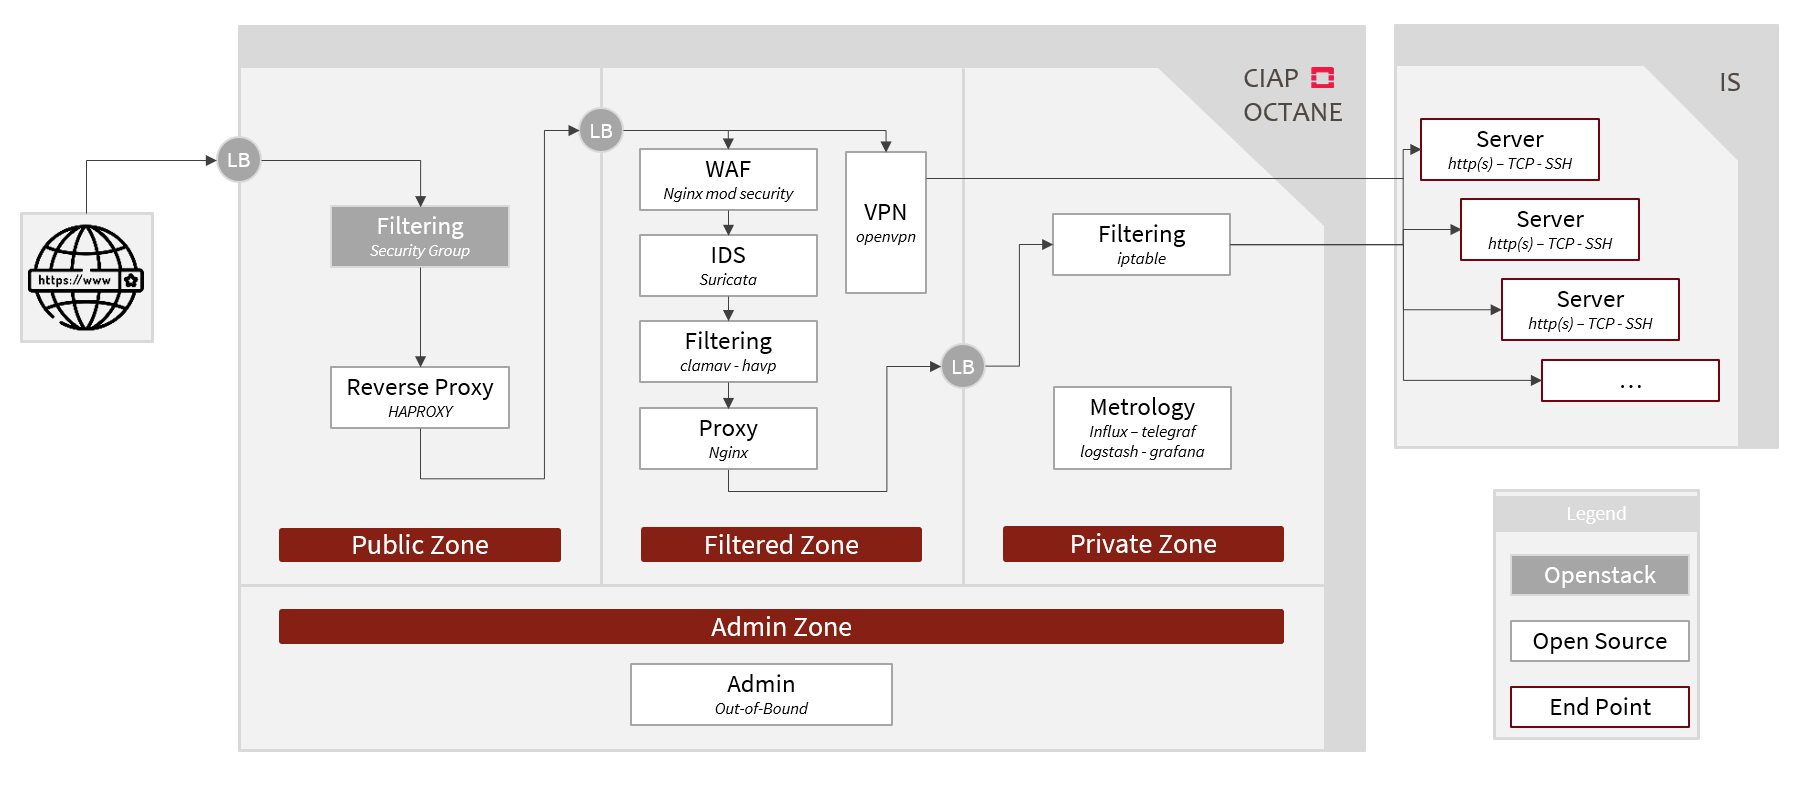 CIAP
OCTANE
IS
LB
https://www
Filtering
Security Group
Reverse Proxy
HAPROXY
Public Zone
LB
WAF
Nginx mod security
IDS
Suricata
Filtering
clamav - havp
Proxy
Nginx
VPN
openvpn
Filtered Zone
LB
Filtering
iptable
Metrology
Influx – telegraf
logstash - grafana
Private Zone
Admin Zone
Admin
Out-of-Bound
Server
http(s) – TCP - SSH
Server
http(s) – TCP - SSH
Server
http(s) – TCP - SSH
...
Legend
Openstack
Open Source
End Point